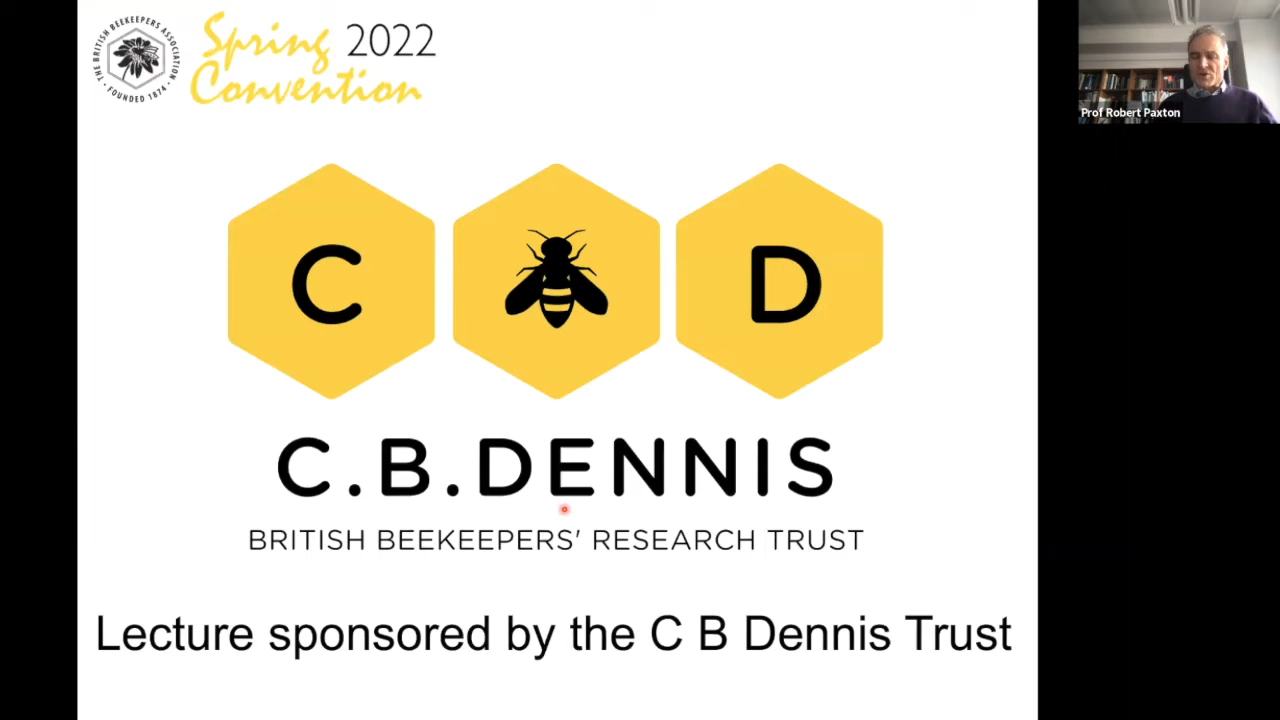 THE BRITISH BEEKEEPERS ASSOCIATION
• FOUNDED 1874 •
Spring 2022
Convention
Prof Robert Paxton
C D
C.B.DENNIS
BRITISH BEEKEEPERS' RESEARCH TRUST
Lecture sponsored by the C B Dennis Trust